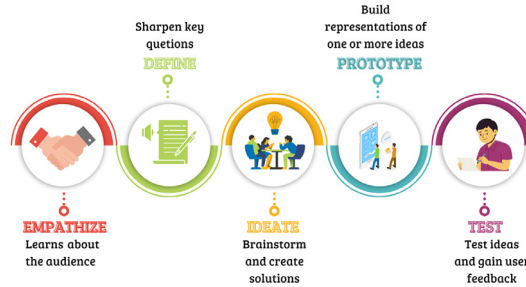 Sharpen key
quetions
DEFINE
Build
representations of
one or more ideas
PROTOTYPE
EMPATHIZE
Learns about
the audience
IDEATE
Brainstorm
and create
solutions
TEST
Test ideas
and gain user
feedback